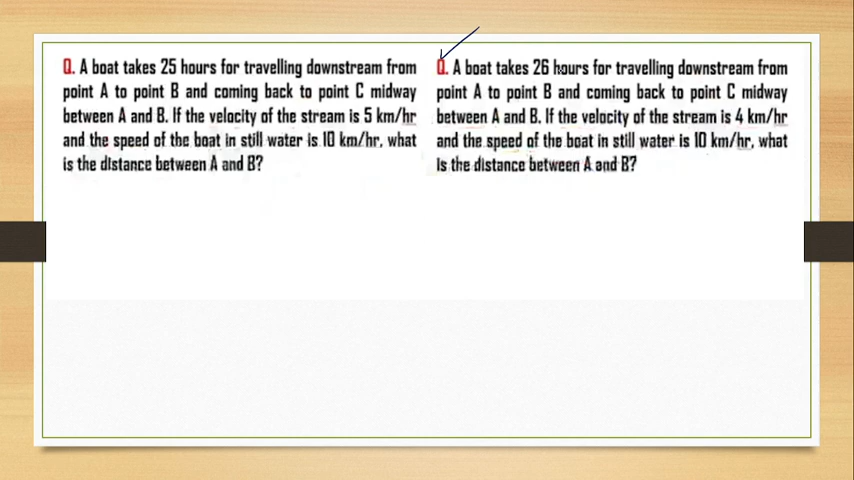 Q. A boat takes 25 hours for travelling downstream from
point A to point B and coming back to point C midway
between A and B. If the velocity of the stream is 5 km/hr
and the speed of the boat in still water is 10 km/hr, what
is the distance between A and B?
Q. A boat takes 26 hours for travelling downstream from
point A to point B and coming back to point C midway
between A and B. If the velocity of the stream is 4 km/hr
and the speed of the boat in still water is 10 km/hr, what
is the distance between A and B?